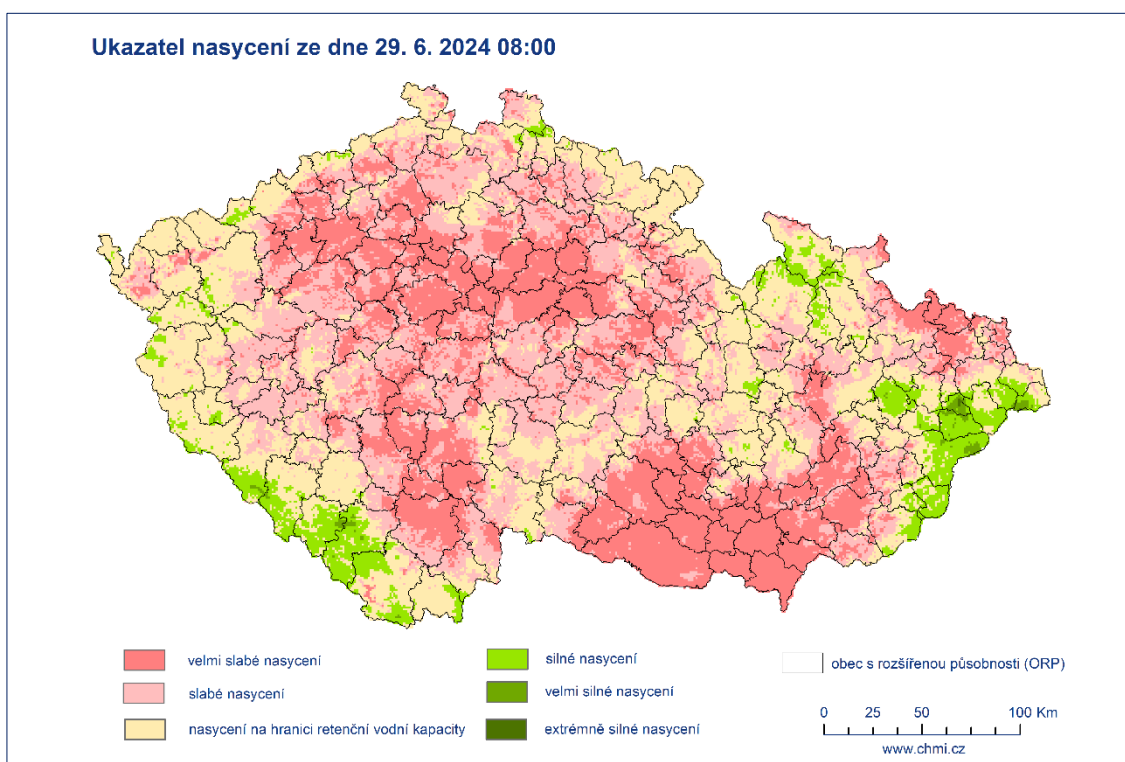 Ukazatel nasycení ze dne 29. 6. 2024 08:00
velmi slabé nasycení
slabé nasycení
nasycení na hranici retenční vodní kapacity
silné nasycení
velmi silné nasycení
extrémně silné nasycení
obec s rozšířenou působností (ORP)
0 25 50 100 Km
www.chmi.cz